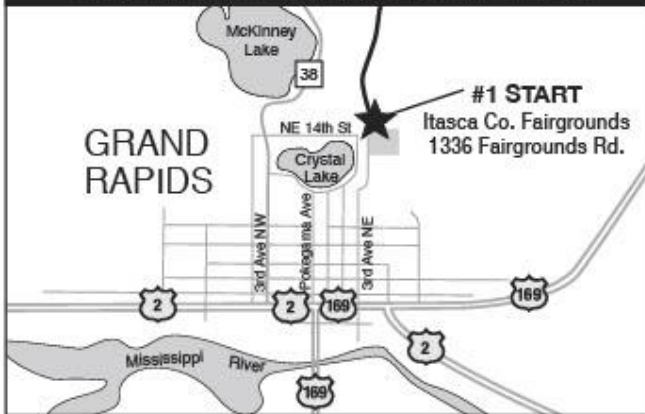 McKinney
Lake
38
#1 START
Itasca Co. Fairgrounds
1336 Fairgrounds Rd.
NE 14th St
GRAND
RAPIDS
Crystal
Lake
3rd Ave NW
Pokegama Ave
3rd Ave NE
2
2
169
169
2
Mississippi River
169